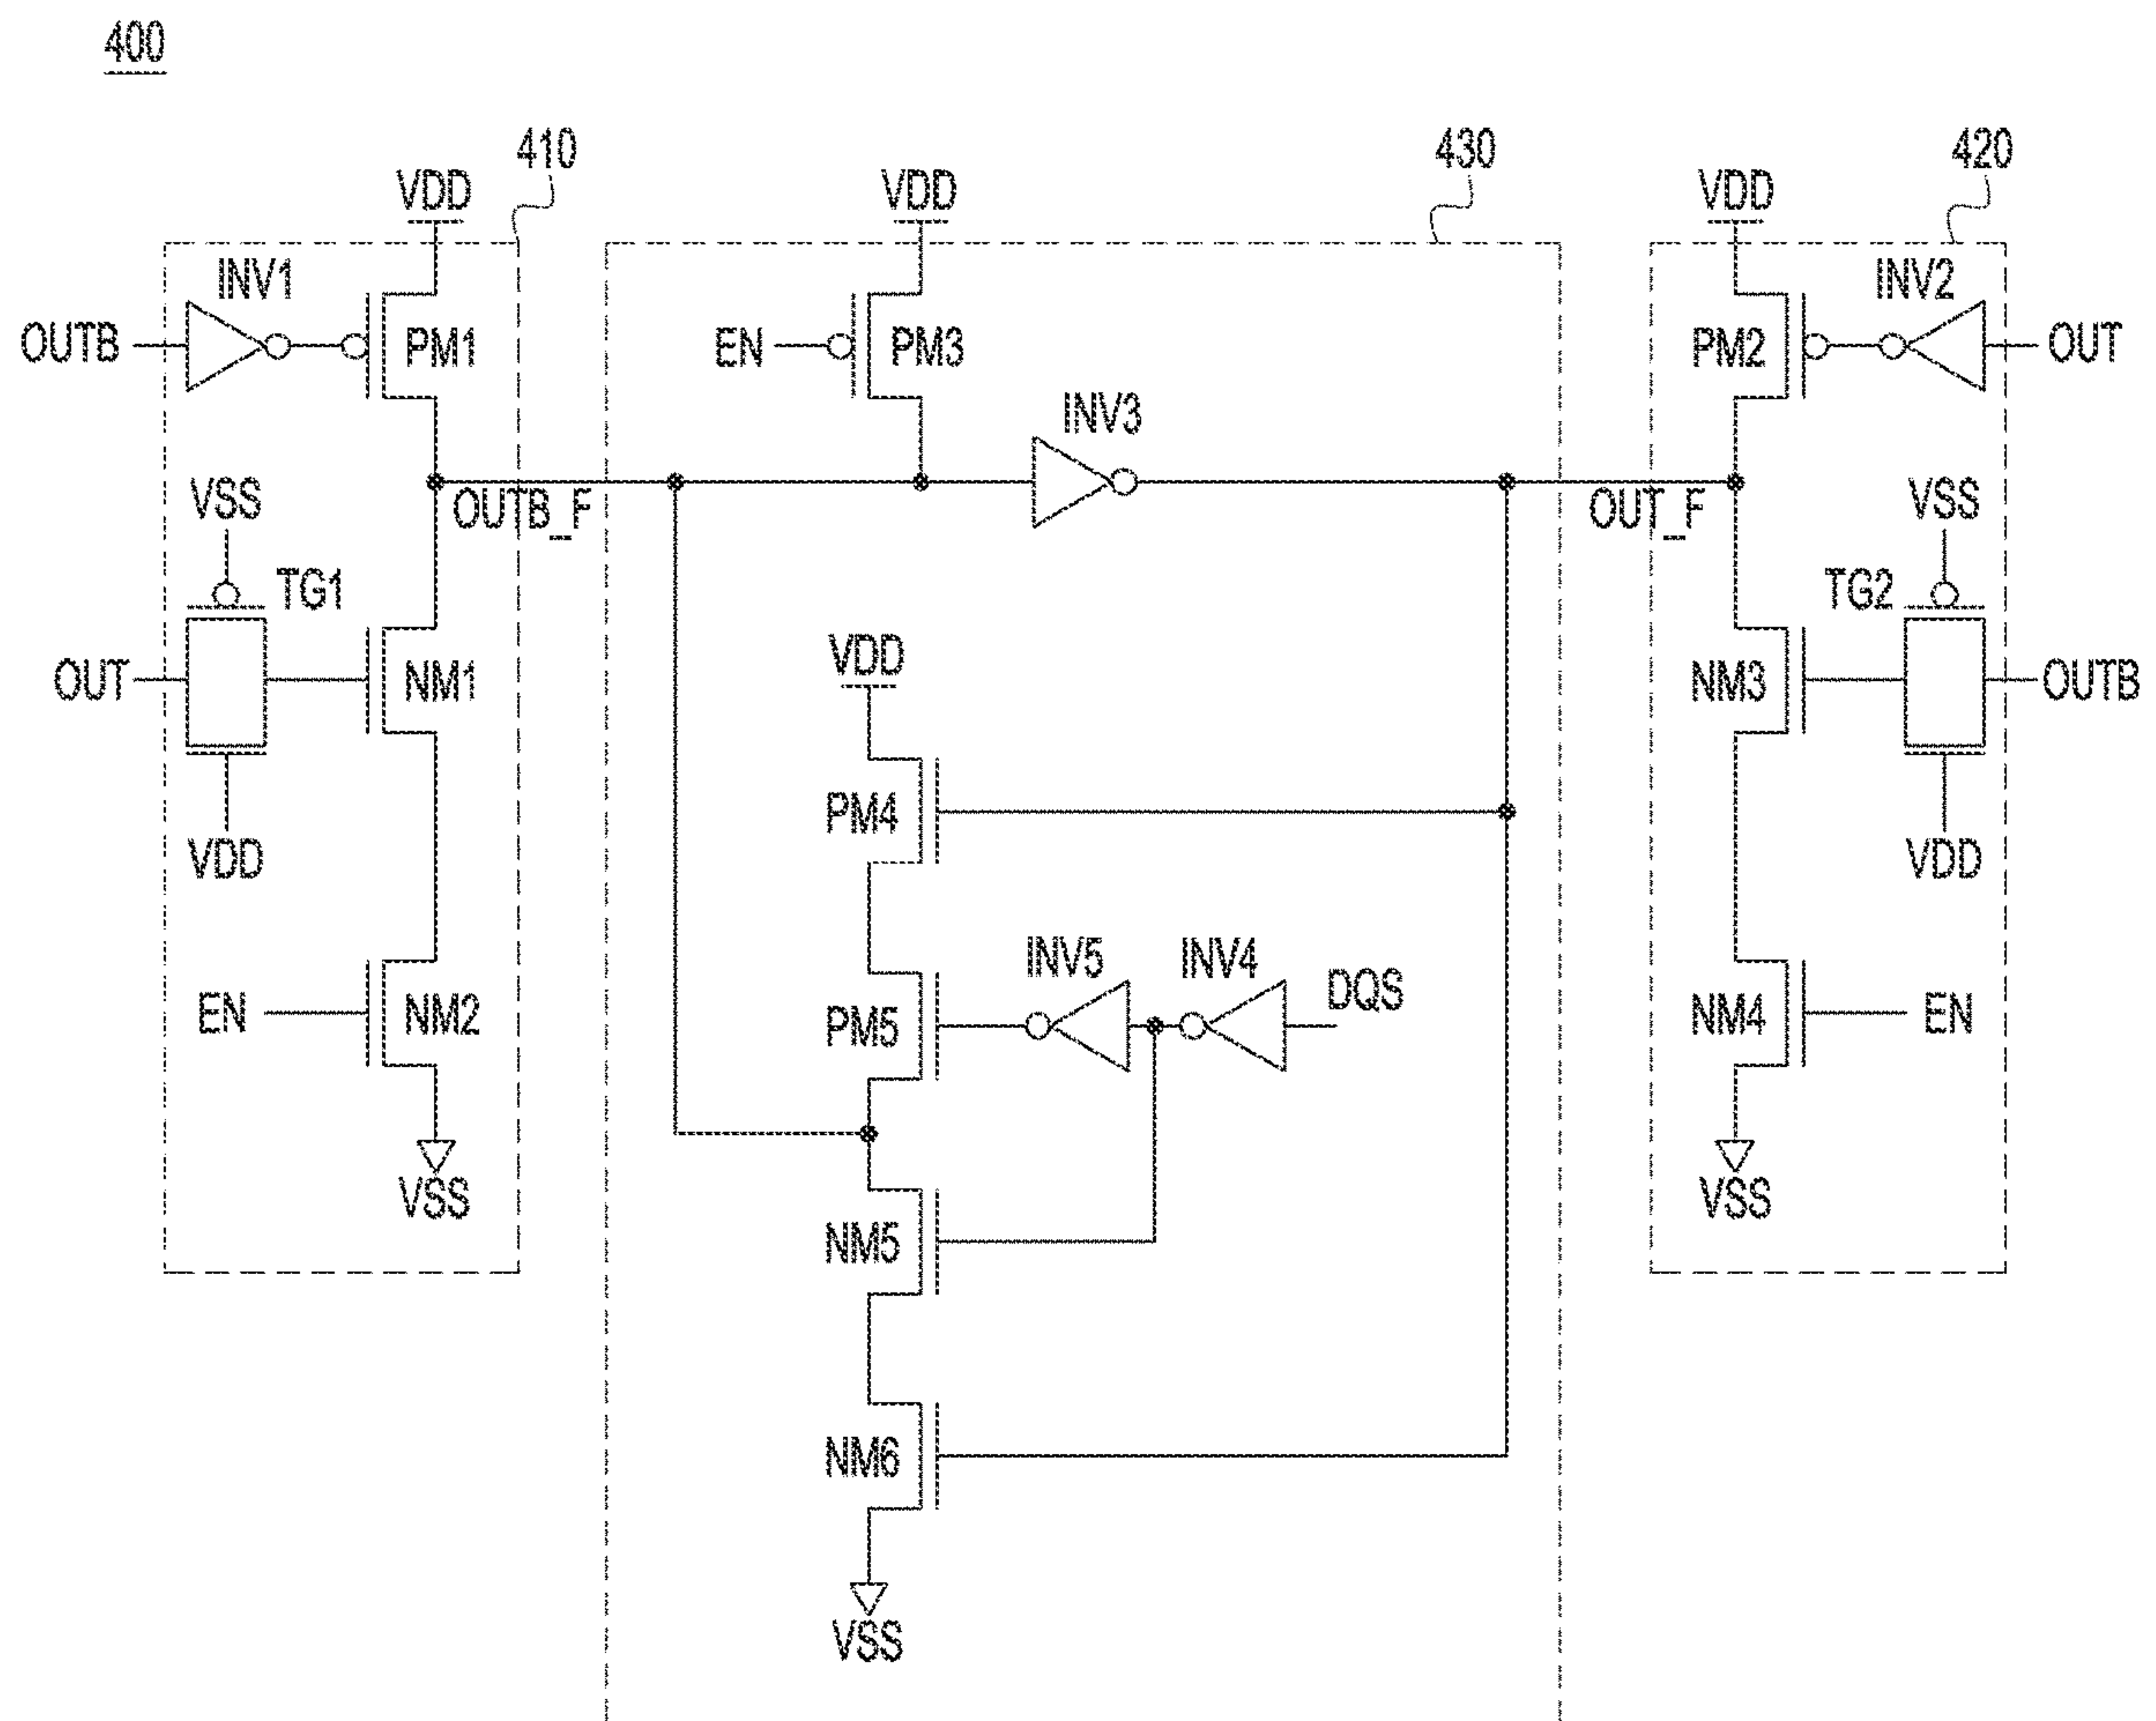 400
410
430
420
VDD
VDD
VDD
INV1
INV2
OUTB
PM1
EN
PM3
PM2
OUT
INV3
OUTB_F
OUT_F
VSS
VSS
TG1
TG2
VDD
OUT
NM1
NM3
OUTB
PM4
VDD
VDD
INV5
INV4
DQS
EN
NM2
PM5
NM4
EN
VSS
VSS
NM5
NM6
VSS